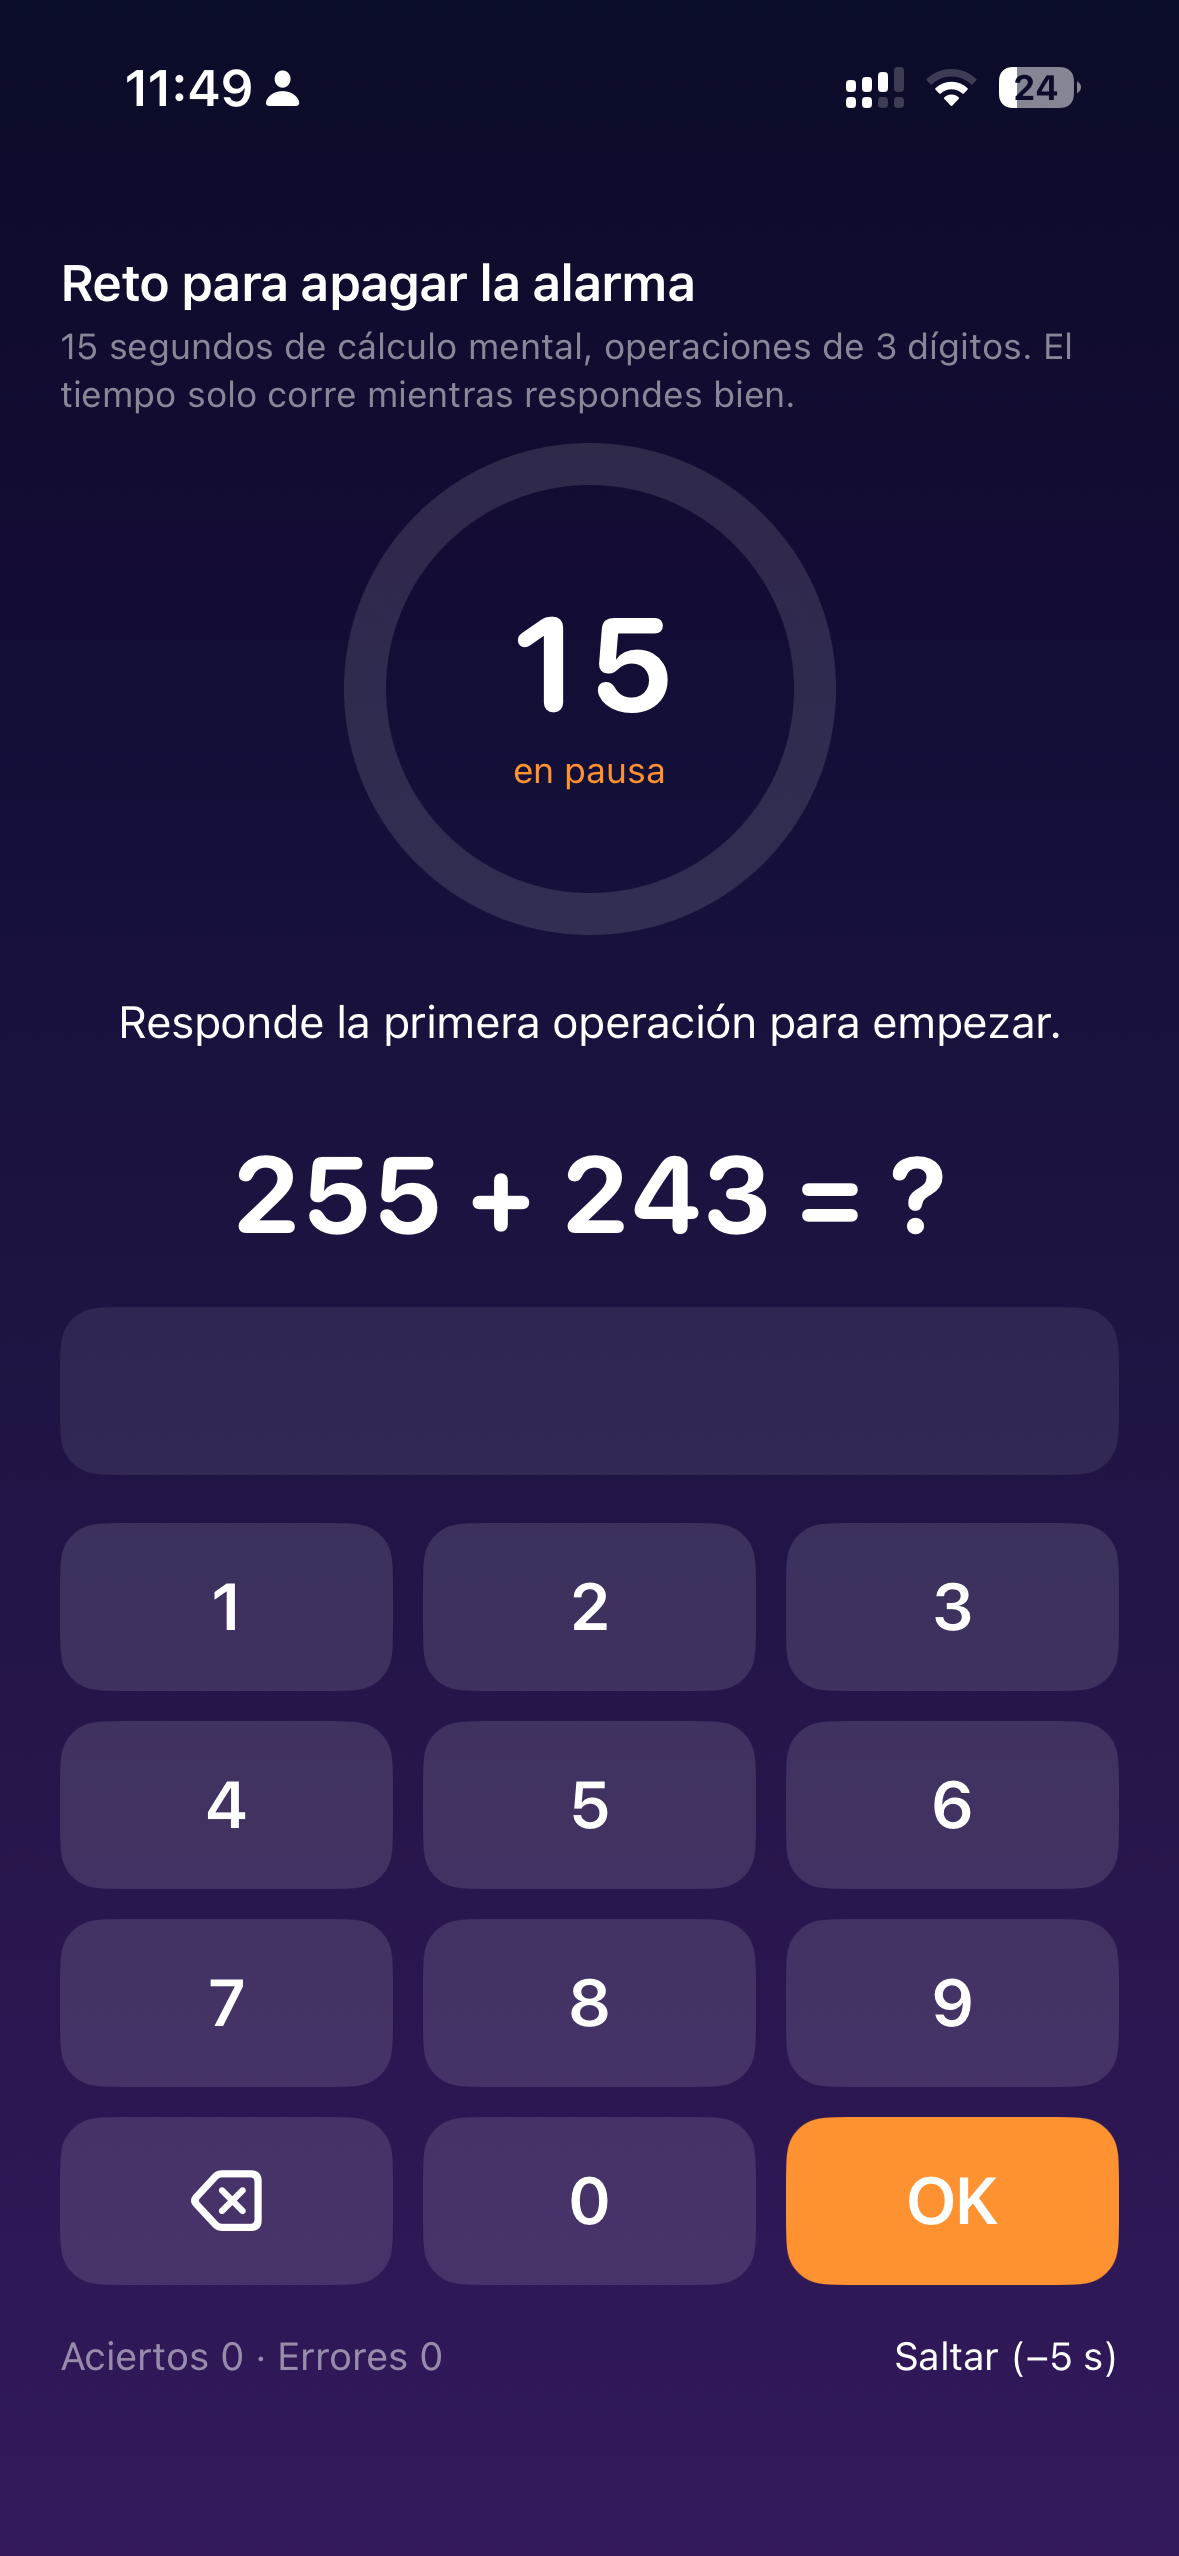 11:49
24
Reto para apagar la alarma
15 segundos de cálculo mental, operaciones de 3 dígitos. El
tiempo solo corre mientras respondes bien.
15
en pausa
Responde la primera operación para empezar.
255 + 243 = ?
1 2 3
4 5 6
7 8 9
0 OK
Aciertos 0 · Errores 0
Saltar (−5 s)